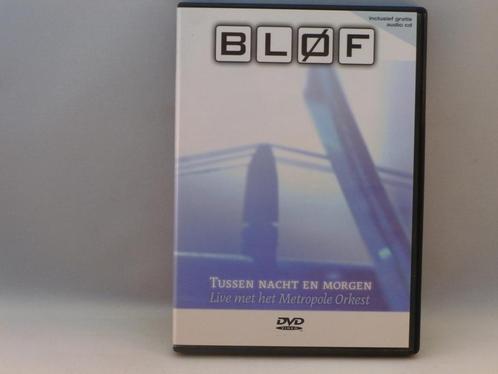 inclusief gratis
audio cd
BLØF
TUSSEN NACHT EN MORGEN
Live met het Metropole Orkest
DVD
VIDEO